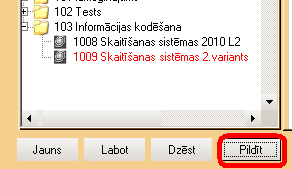 102 Tests
103 Informācijas kodēšana
1008 Skaitīšanas sistēmas 2010 L2
1009 Skaitīšanas sistēmas 2.variants
Jauns
Labot
Dzēst
Pildīt